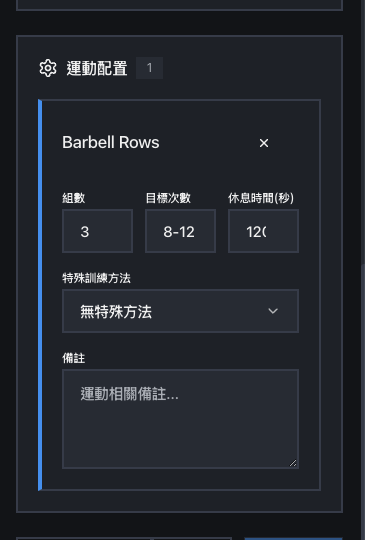 運動配置 1
Barbell Rows ×
組數 目標次數 休息時間(秒)
3 8-12
特殊訓練方法
無特殊方法
備註
運動相關備註...